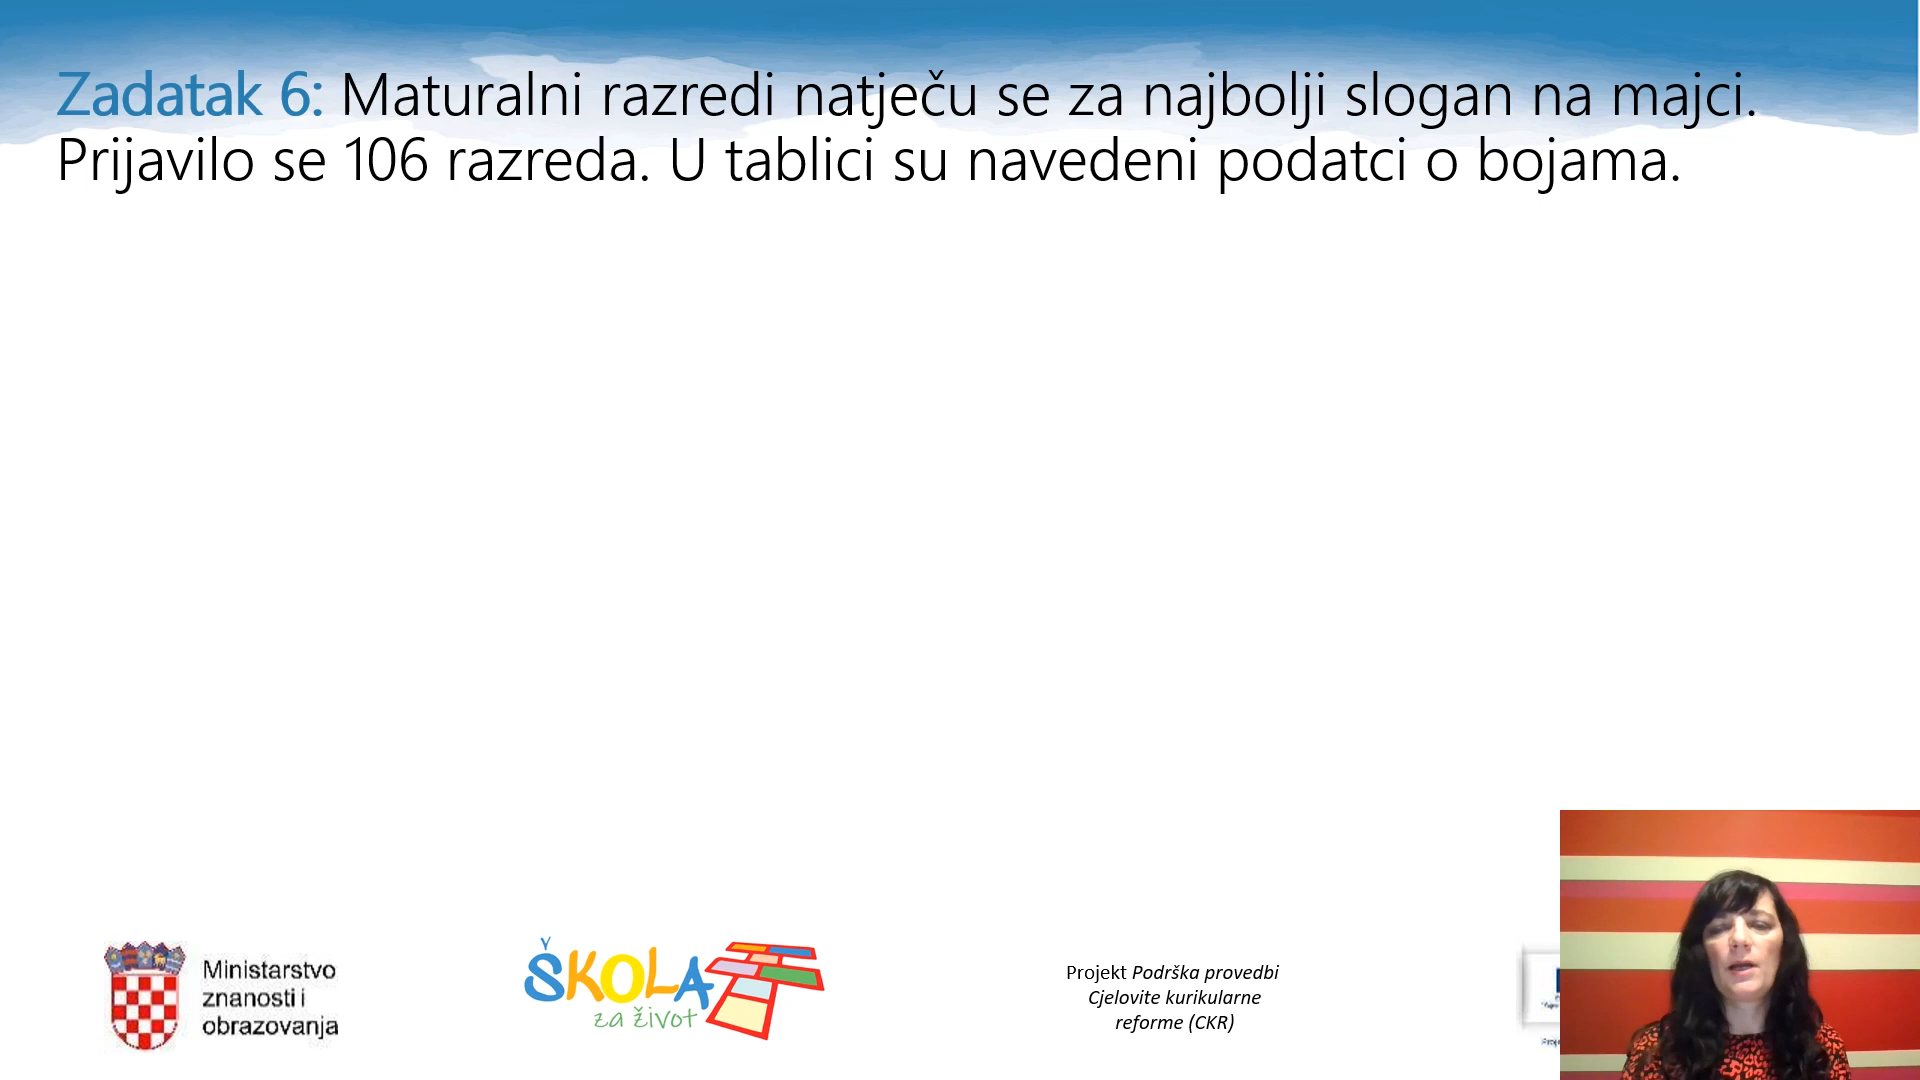 Zadatak 6: Maturalni razredi natječu se za najbolji slogan na majci.
Prijavilo se 106 razreda. U tablici su navedeni podatci o bojama.
Ministarstvo
znanosti i
obrazovanja
ŠKOLA
za život
Projekt Podrška provedbi
Cjelovite kurikularne
reforme (CKR)